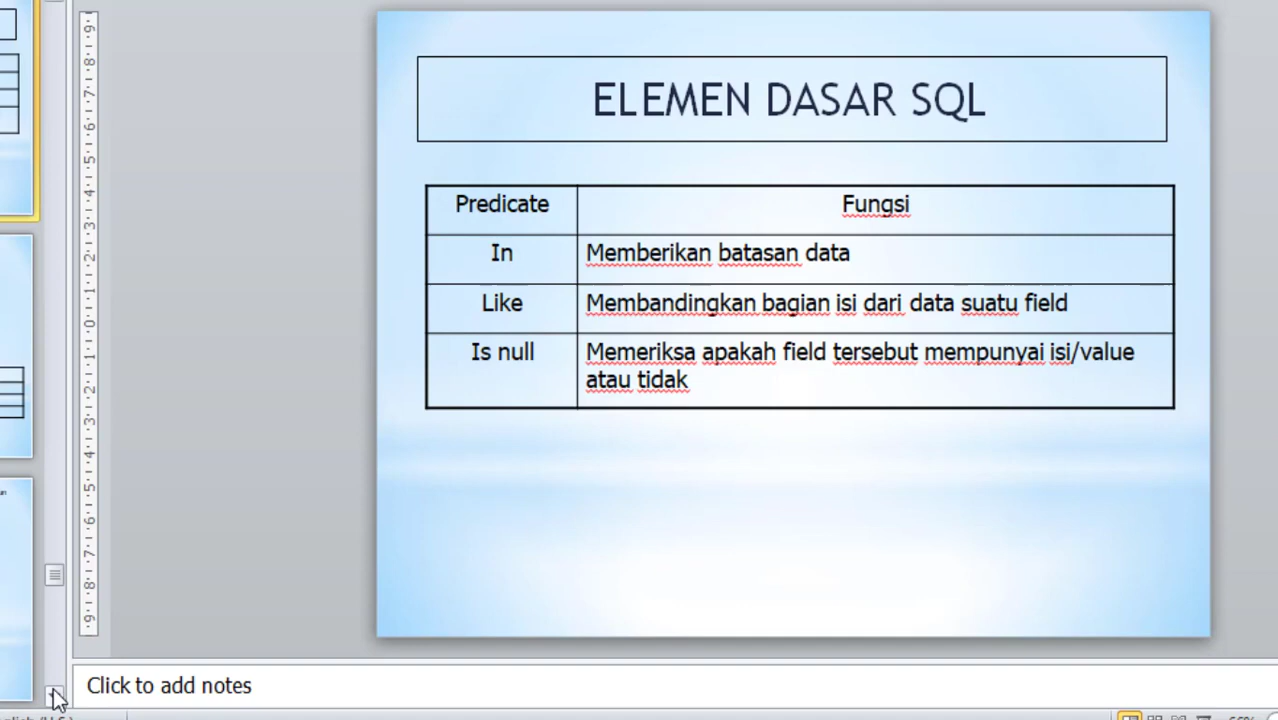 ELEMEN DASAR SQL
Predicate Fungsi
In Memberikan batasan data
Like Membandingkan bagian isi dari data suatu field
Is null Memeriksa apakah field tersebut mempunyai isi/value
atau tidak
Click to add notes